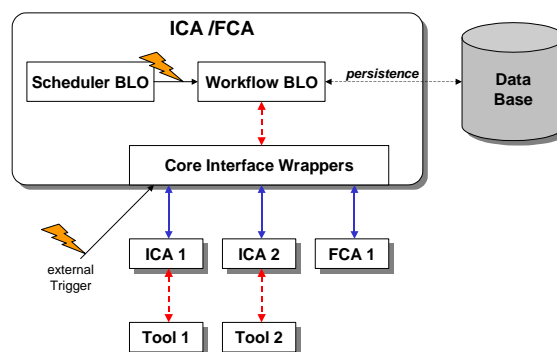 ICA /FCA
Scheduler BLO
Workflow BLO
persistence
Data
Base
Core Interface Wrappers
external
Trigger
ICA 1
ICA 2
FCA 1
Tool 1
Tool 2